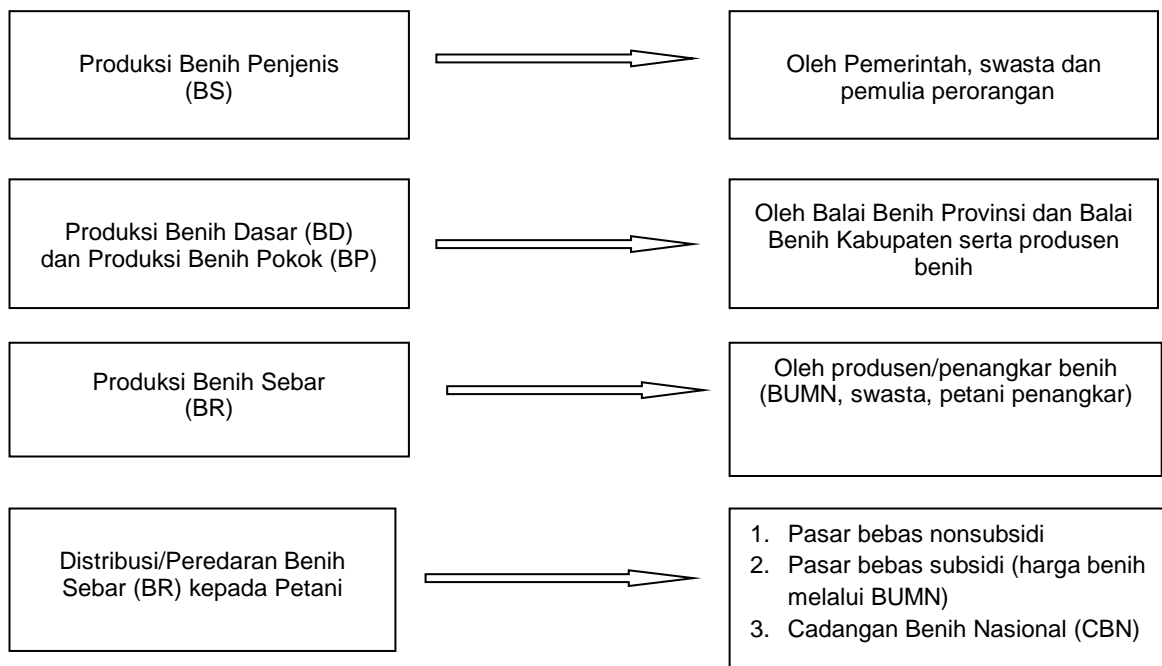 Produksi Benih Penjenis
(BS)
Oleh Pemerintah, swasta dan
pemulia perorangan
Produksi Benih Dasar (BD)
dan Produksi Benih Pokok (BP)
Oleh Balai Benih Provinsi dan Balai
Benih Kabupaten serta produsen
benih
Produksi Benih Sebar
(BR)
Oleh produsen/penangkar benih
(BUMN, swasta, petani penangkar)
Distribusi/Peredaran Benih
Sebar (BR) kepada Petani
1. Pasar bebas nonsubsidi
2. Pasar bebas subsidi (harga benih
melalui BUMN)
3. Cadangan Benih Nasional (CBN)